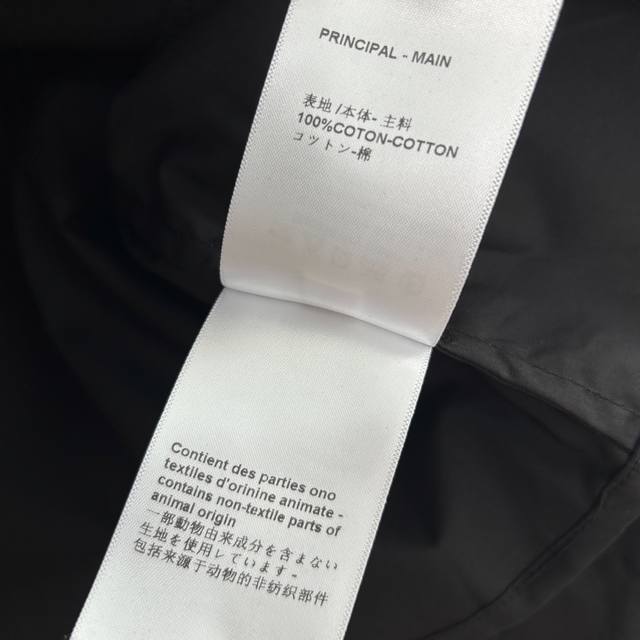 PRINCIPAL - MAIN
表地 /本体- 主料
100%COTON-COTTON
コツトン-棉
Contient des parties ono
textiles d'orinine animate -
contains non-textile parts of
animal origin
一部動物由来成分を含まない
生地を使用しています-
包括来源于动物的非纺织部件